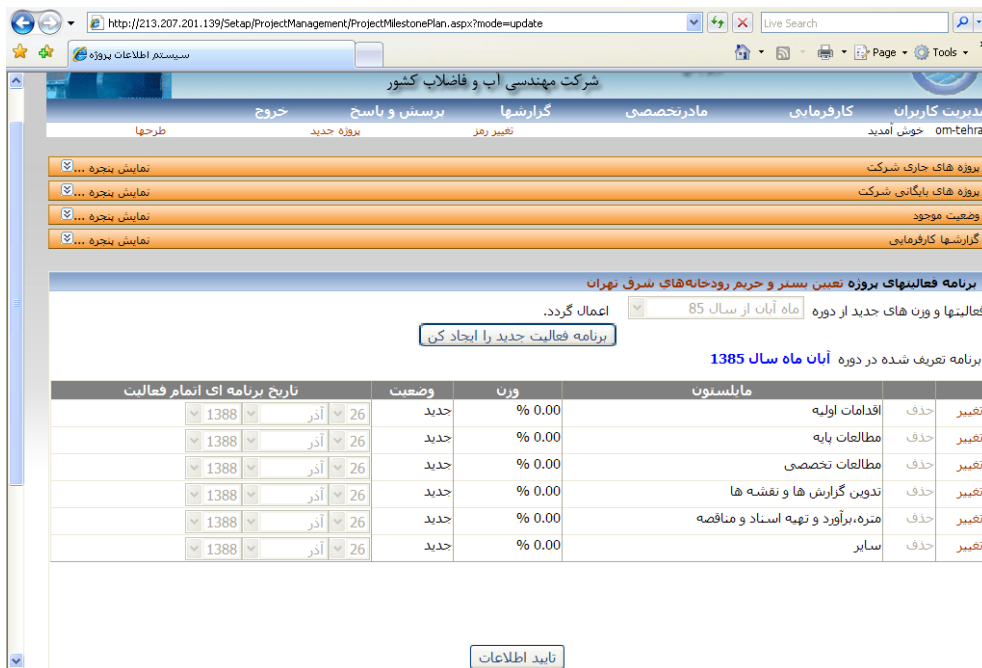 http://213.207.201.139/Setap/ProjectManagement/ProjectMilestonePlan.aspx?mode=update Live Search
سیستم اطلاعات پروژه Page Tools
شرکت مهندسی آب و فاضلاب کشور
مدیریت کاربران کارفرمایی مادرتخصصی گزارشها پرسش و پاسخ خروج
om-tehra خوش آمدید تغییر رمز پروژه جدید طرحها
پروژه های جاری شرکت نمایش پنجره ...
پروژه های بایگانی شرکت نمایش پنجره ...
وضعیت موجود نمایش پنجره ...
گزارشها کارفرمایی نمایش پنجره ...
برنامه فعالیتهای پروژه تعیین بستر و حریم رودخانه‌های شرق تهران
فعالیتها و وزن های جدید از دوره ماه آبان از سال 85 اعمال گردد.
برنامه فعالیت جدید را ایجاد کن
برنامه تعریف شده در دوره آبان ماه سال 1385
مایلستون وزن وضعیت تاریخ برنامه ای اتمام فعالیت
تغییر حذف اقدامات اولیه % 0.00 جدید 26 آذر 1388
تغییر حذف مطالعات پایه % 0.00 جدید 26 آذر 1388
تغییر حذف مطالعات تخصصی % 0.00 جدید 26 آذر 1388
تغییر حذف تدوین گزارش ها و نقشه ها % 0.00 جدید 26 آذر 1388
تغییر حذف متره،برآورد و تهیه اسناد و مناقصه % 0.00 جدید 26 آذر 1388
تغییر حذف سایر % 0.00 جدید 26 آذر 1388
تایید اطلاعات